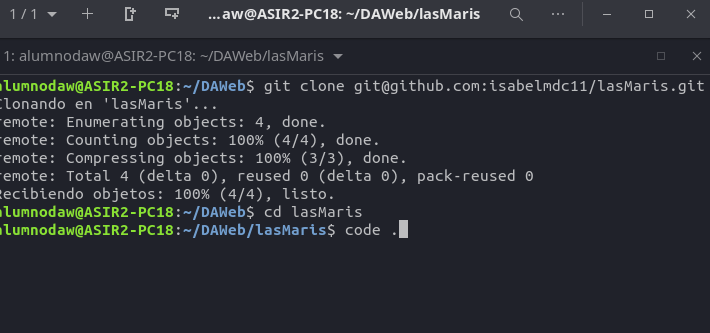 1 / 1
...aw@ASIR2-PC18: ~/DAWeb/lasMaris
1: alumnodaw@ASIR2-PC18: ~/DAWeb/lasMaris
alumnodaw@ASIR2-PC18:~/DAWeb$ git clone git@github.com:isabelmdc11/lasMaris.git
Clonando en 'lasMaris'...
remote: Enumerating objects: 4, done.
remote: Counting objects: 100% (4/4), done.
remote: Compressing objects: 100% (3/3), done.
remote: Total 4 (delta 0), reused 0 (delta 0), pack-reused 0
Recibiendo objetos: 100% (4/4), listo.
alumnodaw@ASIR2-PC18:~/DAWeb$ cd lasMaris
alumnodaw@ASIR2-PC18:~/DAWeb/lasMaris$ code .